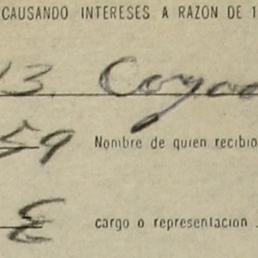 CAUSANDO INTERESES A RAZON DE 1
13. Coyoa
59 Nombre de quien recibio
E cargo o representacion